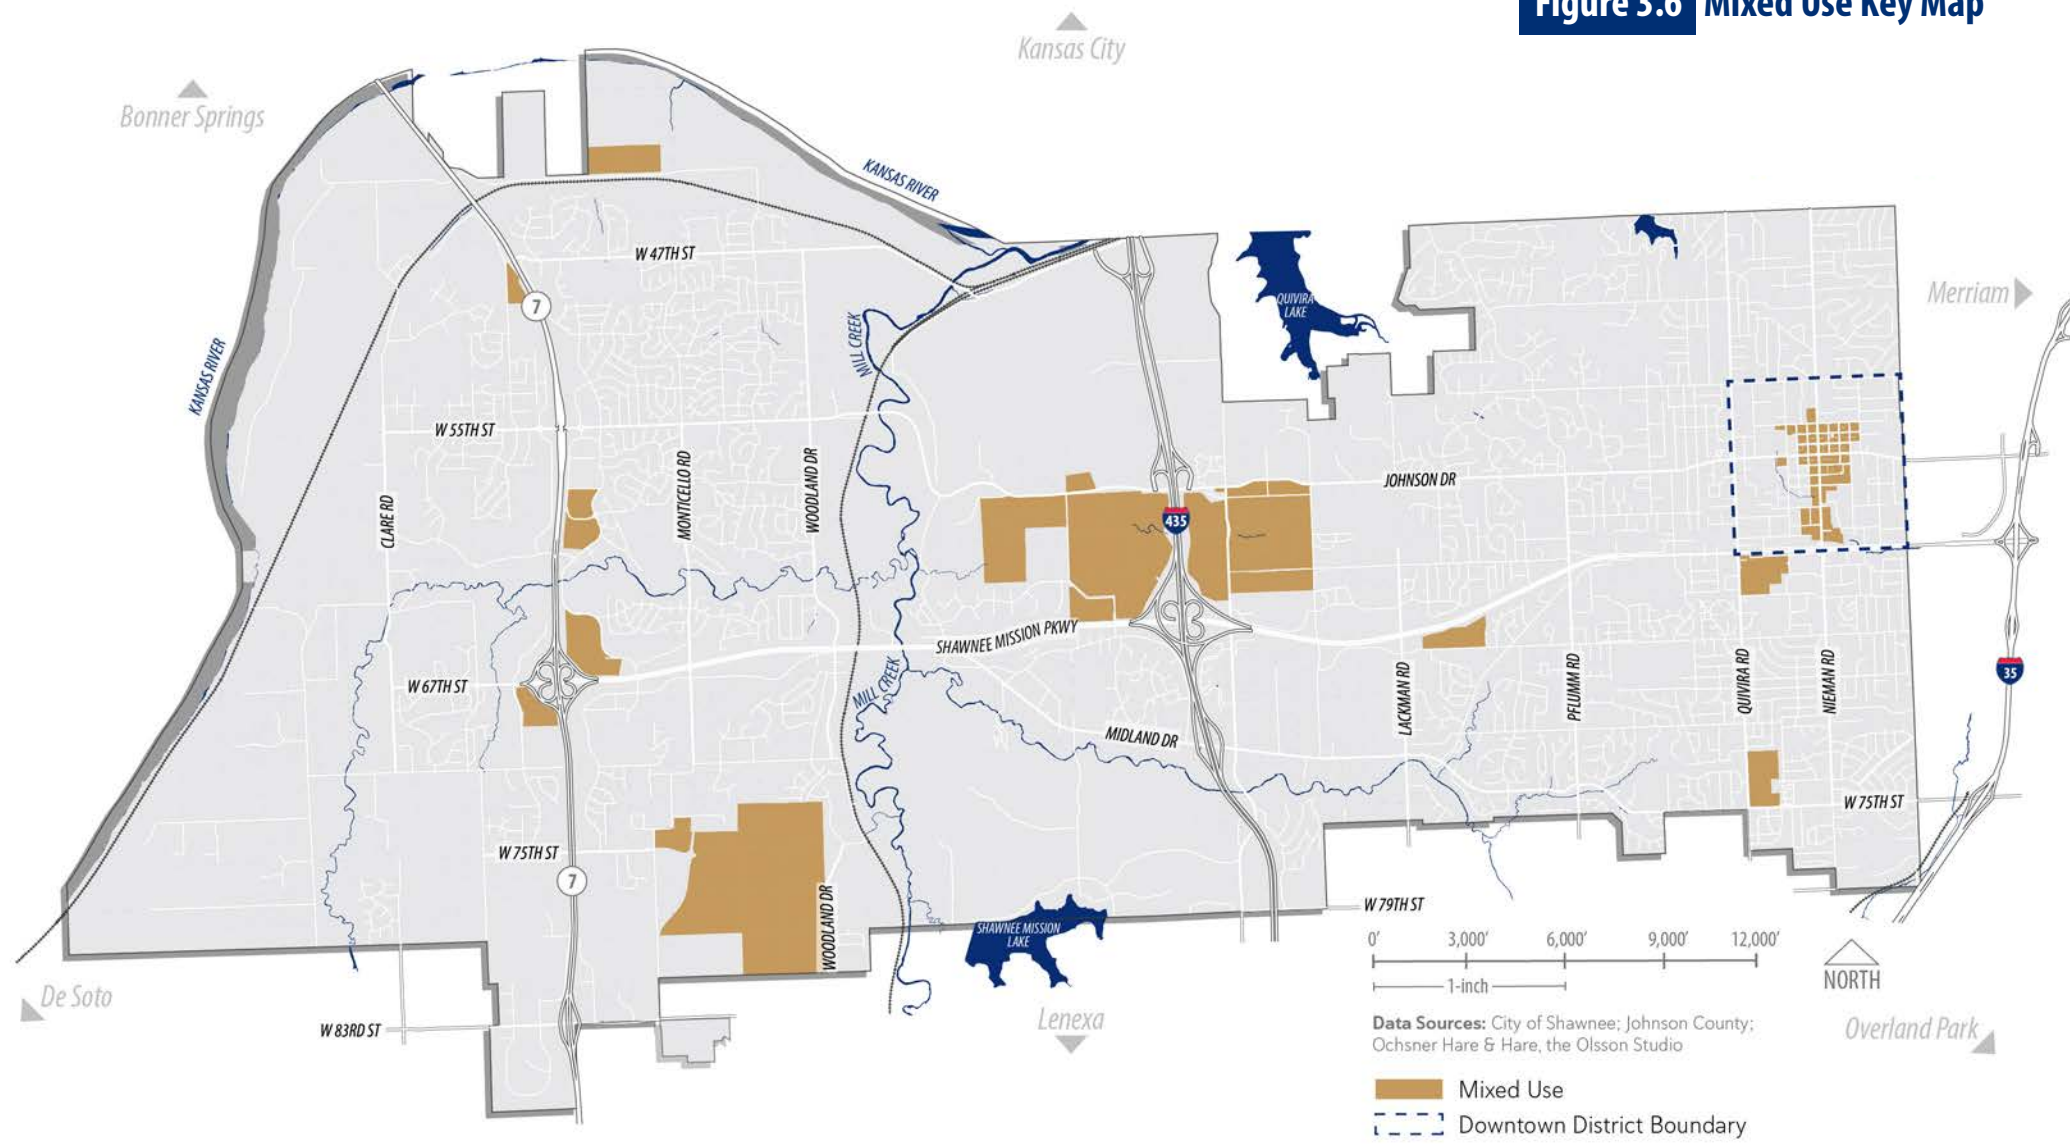 Figure 3.6 Mixed Use Key Map
Kansas City
Bonner Springs
KANSAS RIVER
W 47TH ST
7
QUIVIRA
LAKE
Merriam
MILL CREEK
KANSAS RIVER
W 55TH ST
MONTICELLO RD
WOODLAND DR
JOHNSON DR
CLARE RD
435
SHAWNEE MISSION PKWY
W 67TH ST
MILL CREEK
LACKMAN RD
PFLUMM RD
QUIVIRA RD
NIEMAN RD
35
MIDLAND DR
W 75TH ST
W 75TH ST
7
WOODLAND DR
W 79TH ST
SHAWNEE MISSION
LAKE
0' 3,000' 6,000' 9,000' 12,000'
1-inch
NORTH
De Soto
W 83RD ST
Lenexa
Overland Park
Data Sources: City of Shawnee; Johnson County;
Ochsner Hare & Hare, the Olsson Studio
Mixed Use
Downtown District Boundary